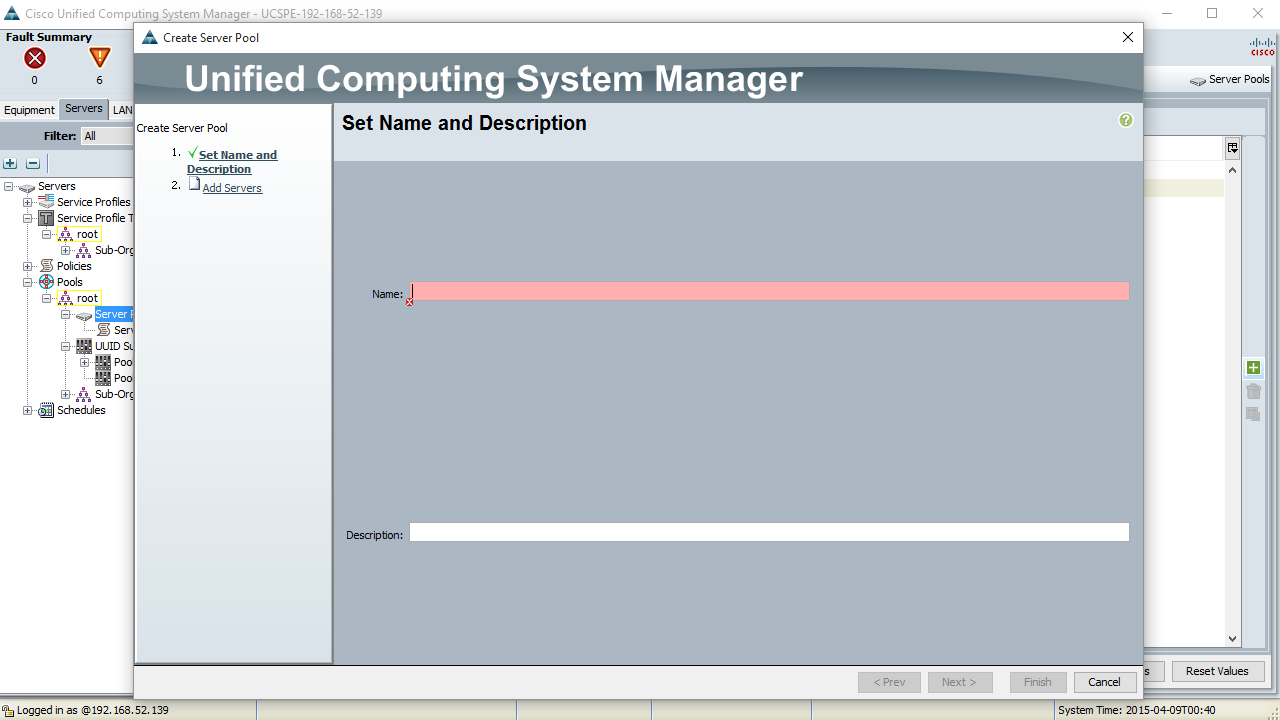 Cisco Unified Computing System Manager - UCSPE-192-168-52-139
Fault Summary
0
6
Equipment
Servers
LAN
Filter: All
Servers
Service Profiles
Service Profile T
root
Sub-Org
Policies
Pools
root
Server P
Serv
UUID Su
Poo
Poo
Sub-Org
Schedules
Create Server Pool
Unified Computing System Manager
Create Server Pool
1. Set Name and
Description
2. Add Servers
Set Name and Description
Name:
Description:
< Prev
Next >
Finish
Cancel
CISCO
Server Pools
s
Reset Values
Logged in as @192.168.52.139
System Time: 2015-04-09T00:40